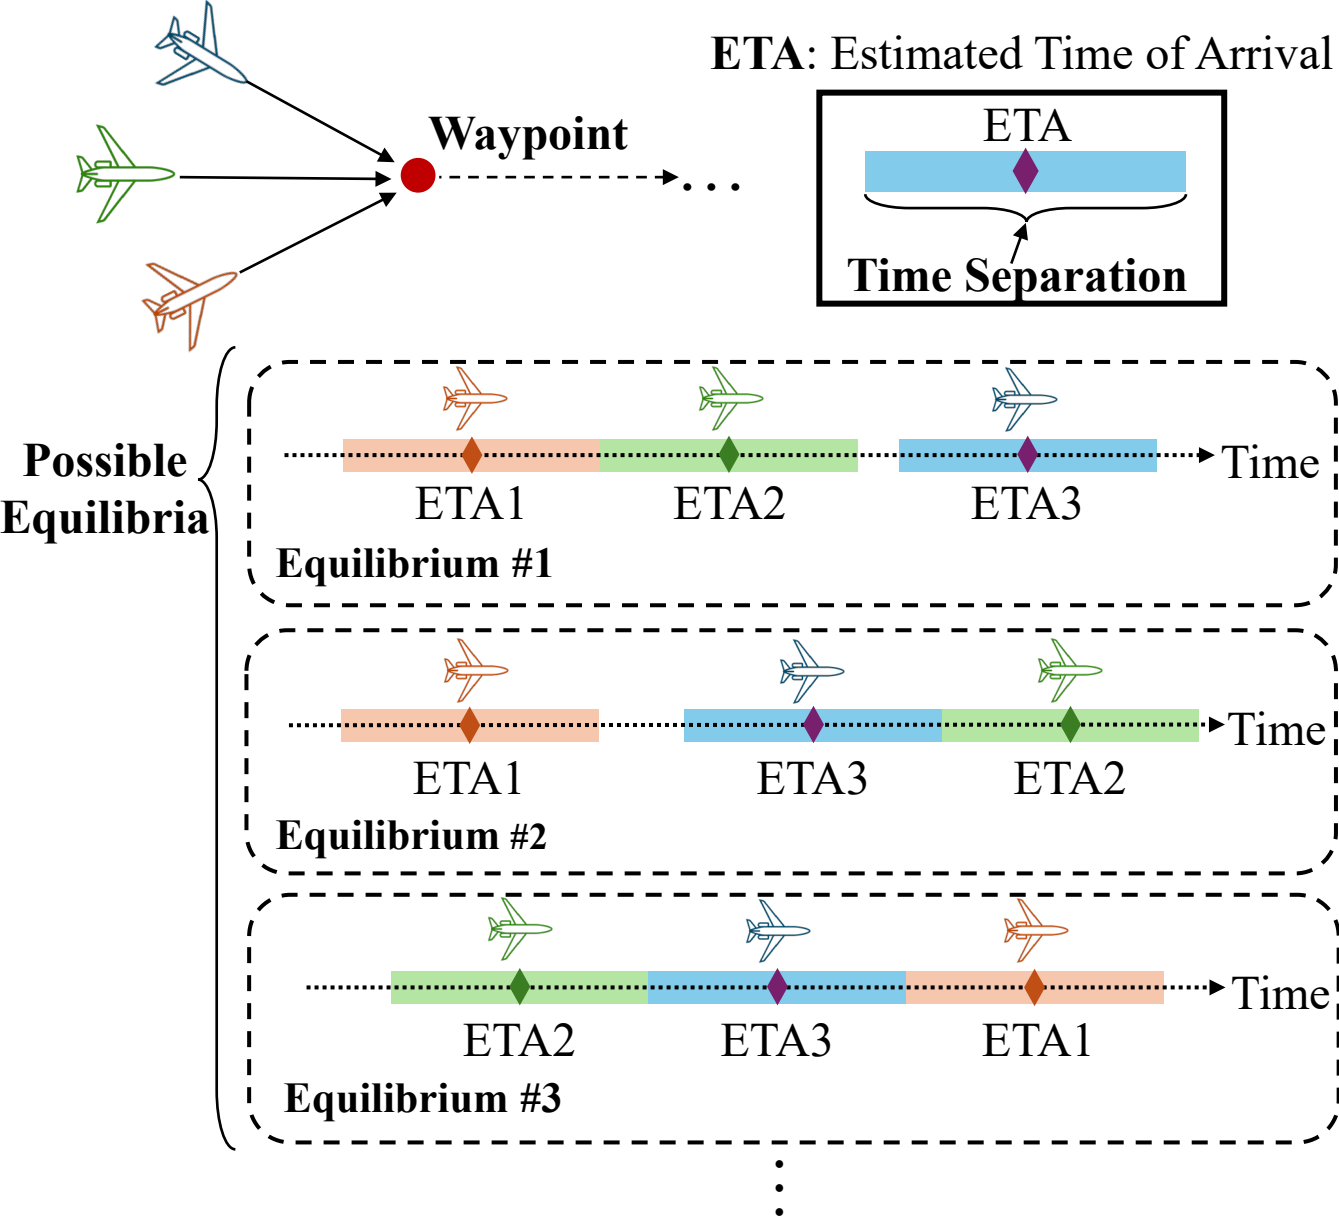 ETA: Estimated Time of Arrival
Waypoint
...
ETA
Time Separation
Possible
Equilibria
Time
ETA1 ETA2 ETA3
Equilibrium #1
Time
ETA1 ETA3 ETA2
Equilibrium #2
Time
ETA2 ETA3 ETA1
Equilibrium #3